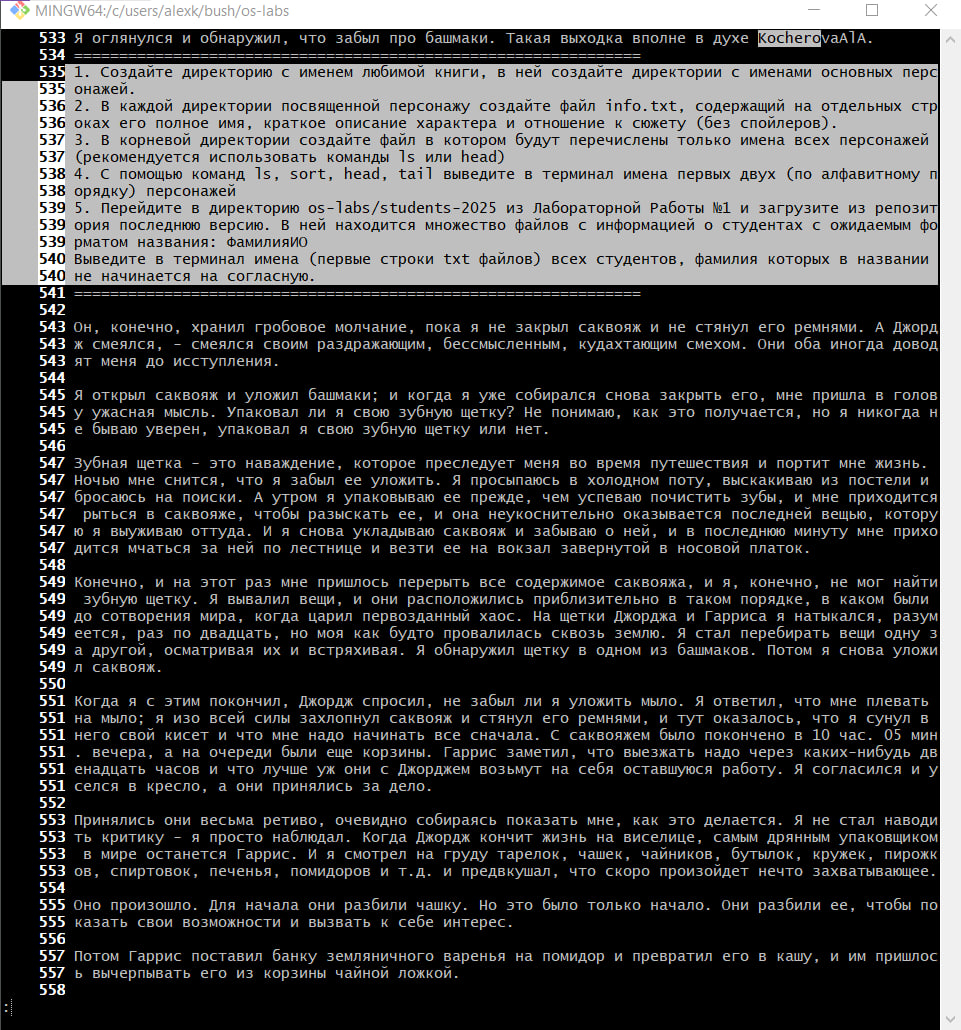 MINGW64:/c/users/alexk/bush/os-labs
533 Я оглянулся и обнаружил, что забыл про башмаки. Такая выходка вполне в духе KocherovaAlA.
534 ===============================================================
535 1. Создайте директорию с именем любимой книги, в ней создайте директории с именами основных перс
535 онажей.
536 2. В каждой директории посвященной персонажу создайте файл info.txt, содержащий на отдельных стр
536 оках его полное имя, краткое описание характера и отношение к сюжету (без спойлеров).
537 3. В корневой директории создайте файл в котором будут перечислены только имена всех персонажей
537 (рекомендуется использовать команды ls или head)
538 4. С помощью команд ls, sort, head, tail выведите в терминал имена первых двух (по алфавитному п
538 орядку) персонажей
539 5. Перейдите в директорию os-labs/students-2025 из Лабораторной Работы №1 и загрузите из репозит
539 ория последнюю версию. В ней находится множество файлов с информацией о студентах с ожидаемым фо
539 рматом названия: ФамилияИО
540 Выведите в терминал имена (первые строки txt файлов) всех студентов, фамилия которых в названии
540 не начинается на согласную.
541 ===============================================================
542
543 Он, конечно, хранил гробовое молчание, пока я не закрыл саквояж и не стянул его ремнями. А Джорд
543 ж смеялся, - смеялся своим раздражающим, бессмысленным, кудахтающим смехом. Они оба иногда довод
543 ят меня до исступления.
544
545 Я открыл саквояж и уложил башмаки; и когда я уже собирался снова закрыть его, мне пришла в голов
545 у ужасная мысль. Упаковал ли я свою зубную щетку? Не понимаю, как это получается, но я никогда н
545 е бываю уверен, упаковал я свою зубную щетку или нет.
546
547 Зубная щетка - это наваждение, которое преследует меня во время путешествия и портит мне жизнь.
547 Ночью мне снится, что я забыл ее уложить. Я просыпаюсь в холодном поту, выскакиваю из постели и
547 бросаюсь на поиски. А утром я упаковываю ее прежде, чем успеваю почистить зубы, и мне приходится
547 рыться в саквояже, чтобы разыскать ее, и она неукоснительно оказывается последней вещью, котору
547 ю я выуживаю оттуда. И я снова укладываю саквояж и забываю о ней, и в последнюю минуту мне прихо
547 дится мчаться за ней по лестнице и везти ее на вокзал завернутой в носовой платок.
548
549 Конечно, и на этот раз мне пришлось перерыть все содержимое саквояжа, и я, конечно, не мог найти
549 зубную щетку. Я вывалил вещи, и они расположились приблизительно в таком порядке, в каком были
549 до сотворения мира, когда царил первозданный хаос. На щетки Джорджа и Гарриса я натыкался, разум
549 еется, раз по двадцать, но моя как будто провалилась сквозь землю. Я стал перебирать вещи одну з
549 а другой, осматривая их и встряхивая. Я обнаружил щетку в одном из башмаков. Потом я снова уложи
549 л саквояж.
550
551 Когда я с этим покончил, Джордж спросил, не забыл ли я уложить мыло. Я ответил, что мне плевать
551 на мыло; я изо всей силы захлопнул саквояж и стянул его ремнями, и тут оказалось, что я сунул в
551 него свой кисет и что мне надо начинать все сначала. С саквояжем было покончено в 10 час. 05 мин
551 . вечера, а на очереди были еще корзины. Гаррис заметил, что выезжать надо через каких-нибудь дв
551 енадцать часов и что лучше уж они с Джорджем возьмут на себя оставшуюся работу. Я согласился и у
551 селся в кресло, а они принялись за дело.
552
553 Принялись они весьма ретиво, очевидно собираясь показать мне, как это делается. Я не стал наводи
553 ть критику - я просто наблюдал. Когда Джордж кончит жизнь на виселице, самым дрянным упаковщиком
553 в мире останется Гаррис. И я смотрел на груду тарелок, чашек, чайников, бутылок, кружек, пирожк
553 ов, спиртовок, печенья, помидоров и т.д. и предвкушал, что скоро произойдет нечто захватывающее.
554
555 Оно произошло. Для начала они разбили чашку. Но это было только начало. Они разбили ее, чтобы по
555 казать свои возможности и вызвать к себе интерес.
556
557 Потом Гаррис поставил банку земляничного варенья на помидор и превратил его в кашу, и им пришлос
557 ь вычерпывать его из корзины чайной ложкой.
558
: